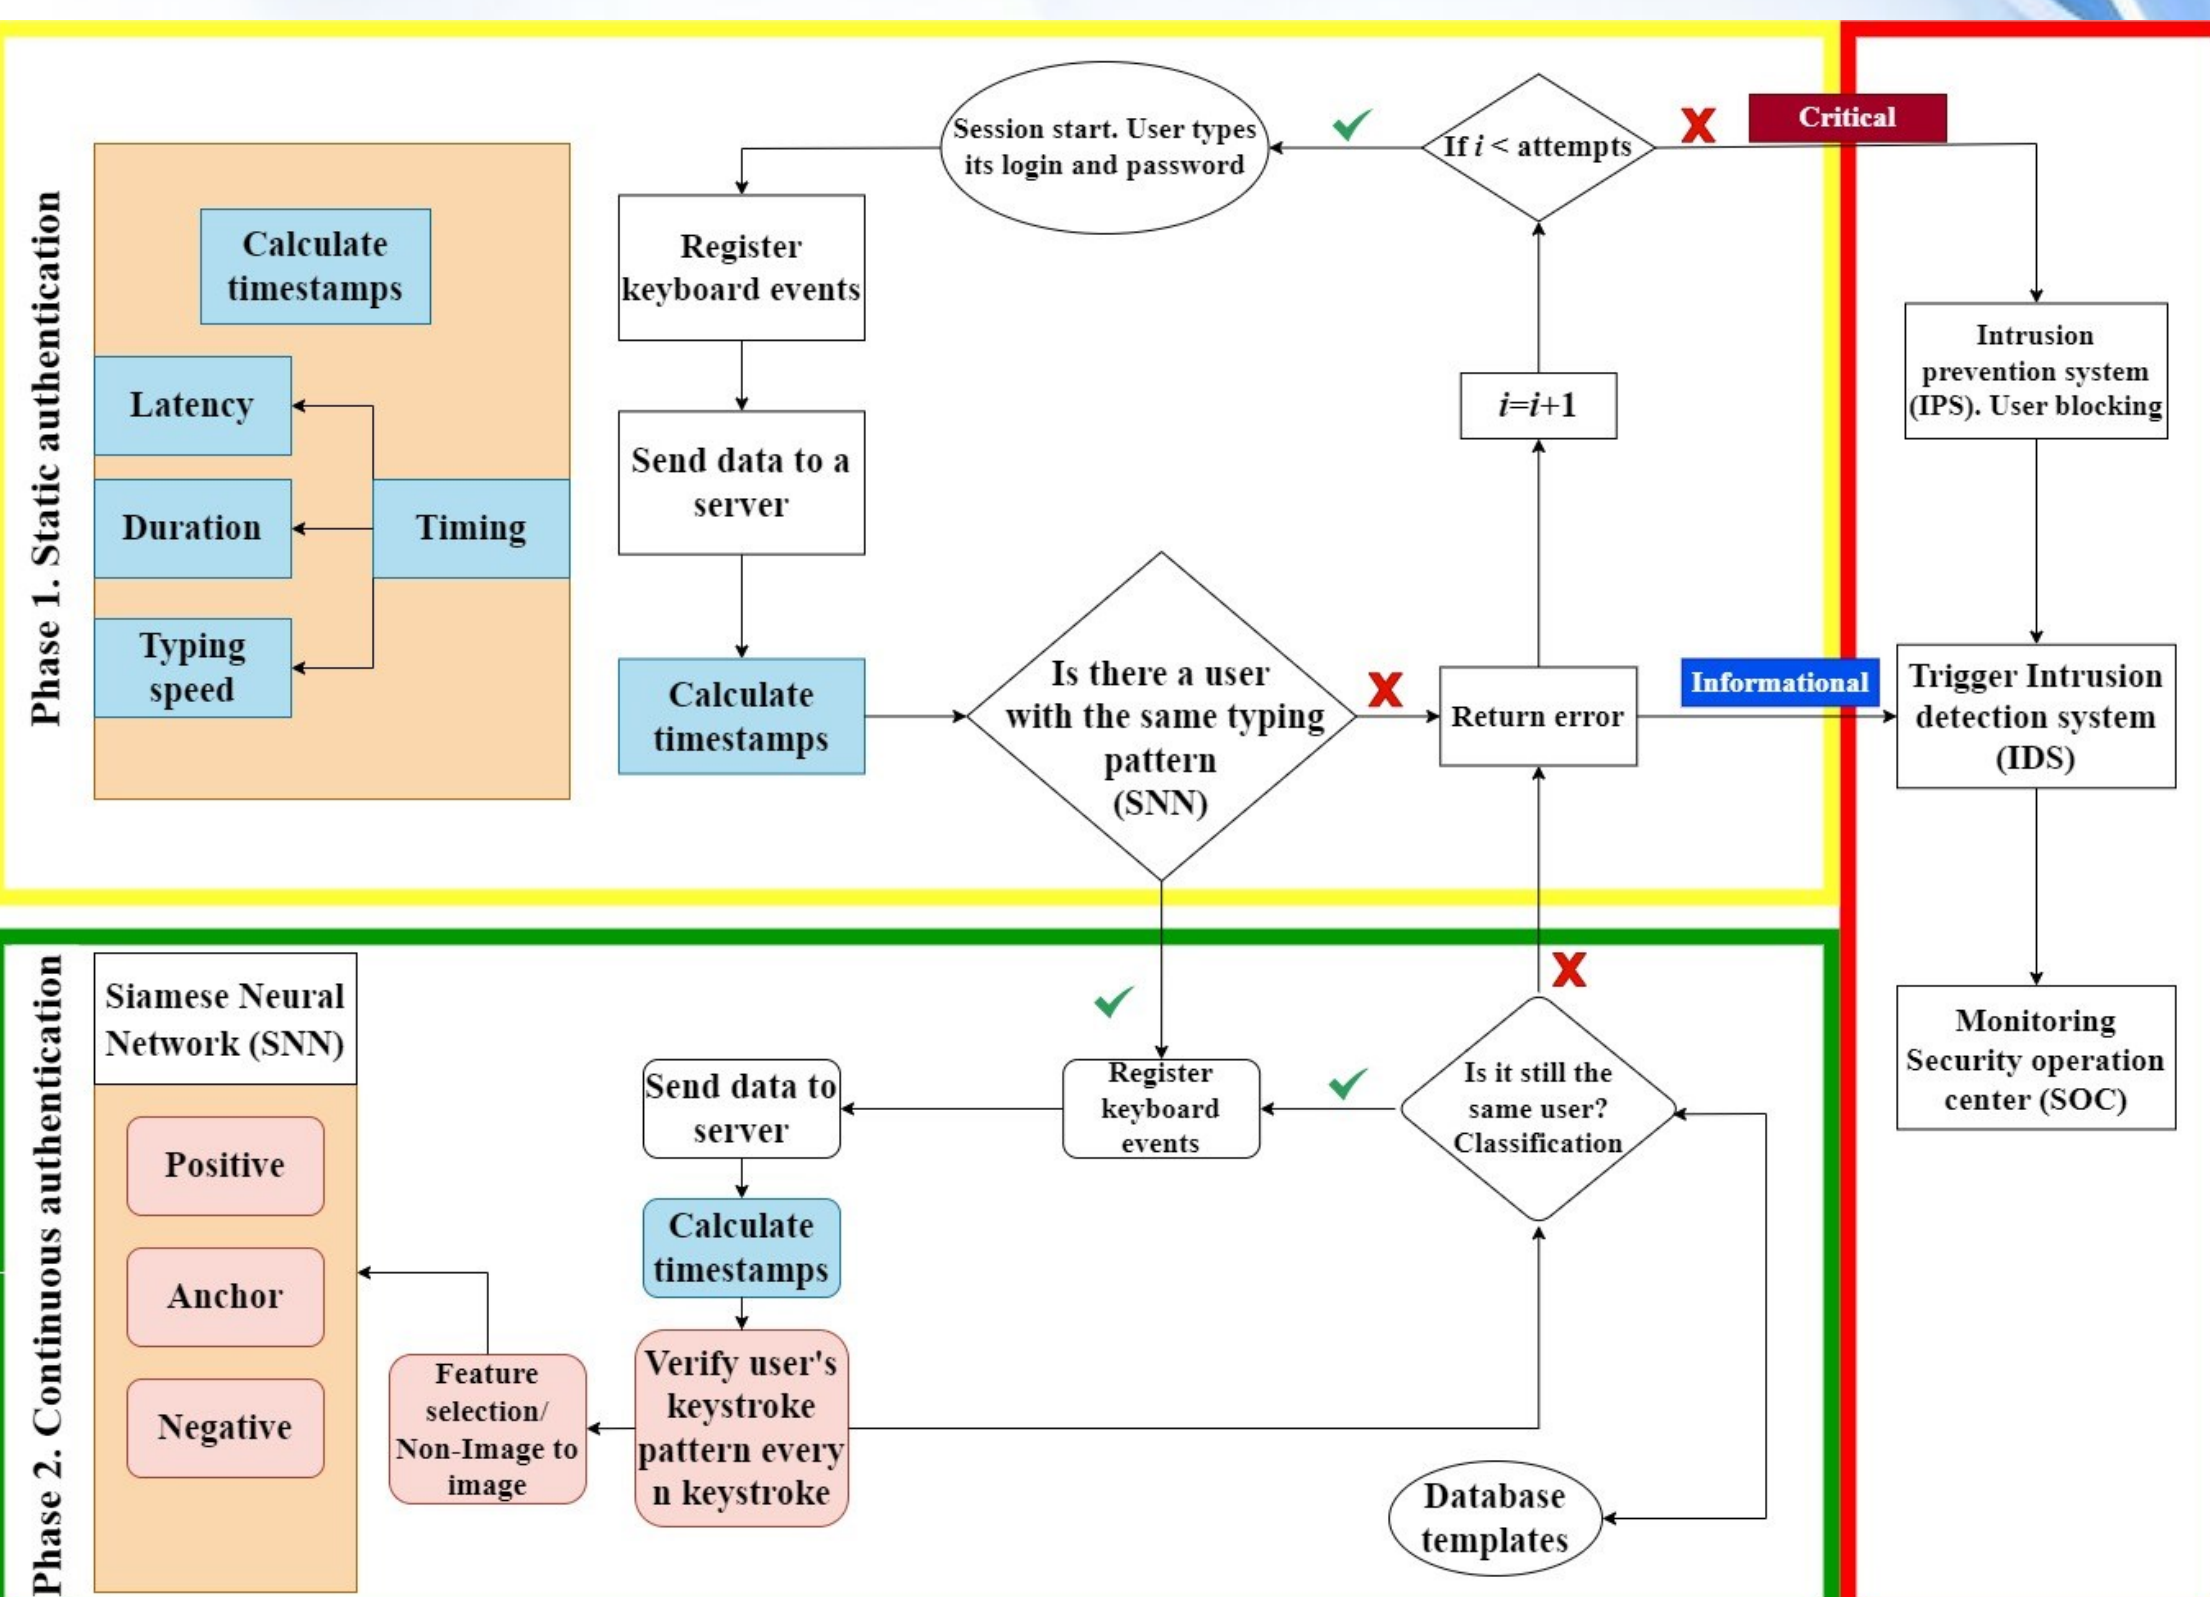 Phase 1. Static authentication
Calculate
timestamps
Latency
Duration
Timing
Typing
speed
Session start. User types
its login and password
If i < attempts
Critical
Register
keyboard events
Send data to a
server
Calculate
timestamps
Is there a user
with the same typing
pattern
(SNN)
i=i+1
Return error
Informational
Intrusion
prevention system
(IPS). User blocking
Trigger Intrusion
detection system
(IDS)
Monitoring
Security operation
center (SOC)
Phase 2. Continuous authentication
Siamese Neural
Network (SNN)
Positive
Anchor
Negative
Send data to
server
Register
keyboard
events
Is it still the
same user?
Classification
Calculate
timestamps
Feature
selection/
Non-Image to
image
Verify user's
keystroke
pattern every
n keystroke
Database
templates